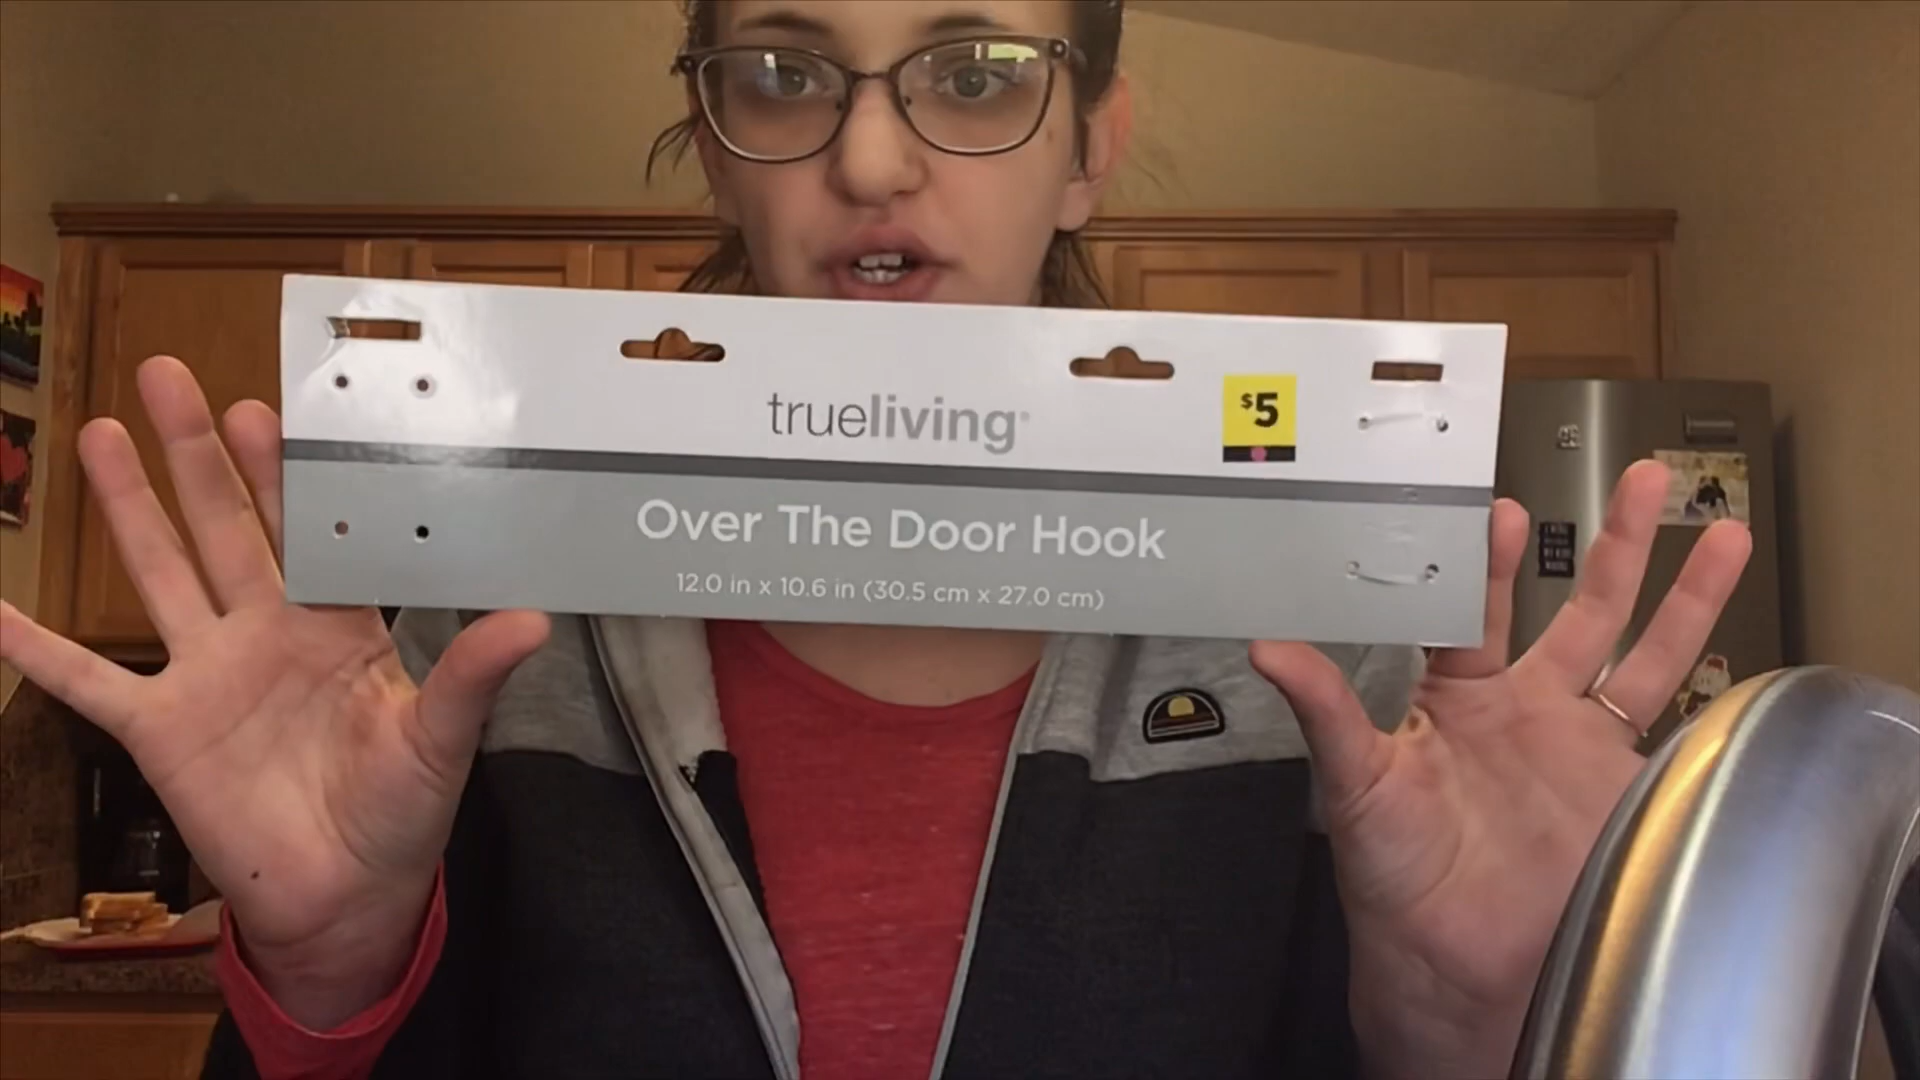 trueliving
$5
Over The Door Hook
12.0 in x 10.6 in (30.5 cm x 27.0 cm)